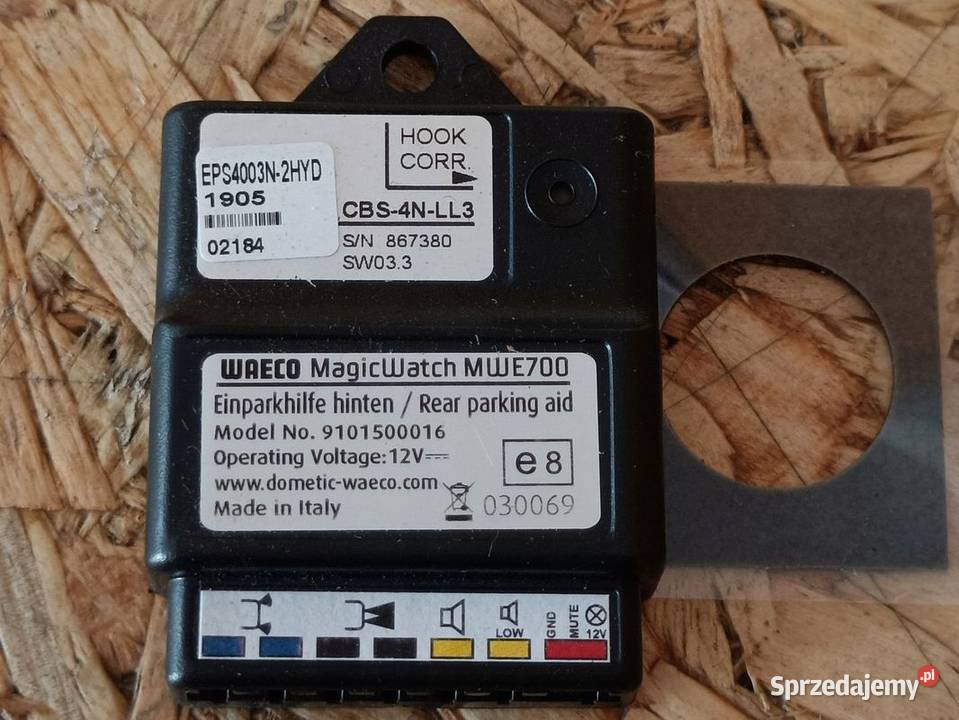 HOOK
CORR.
EPS4003N-2HYD
1905
02184
CBS-4N-LL3
S/N 867380
SW03.3
WAECO MagicWatch MWE700
Einparkhilfe hinten / Rear parking aid
Model No. 9101500016
Operating Voltage: 12V
www.dometic-waeco.com
Made in Italy
e8
030069
LOW
GND
MUTE
12V
Sprzedajemy.pl